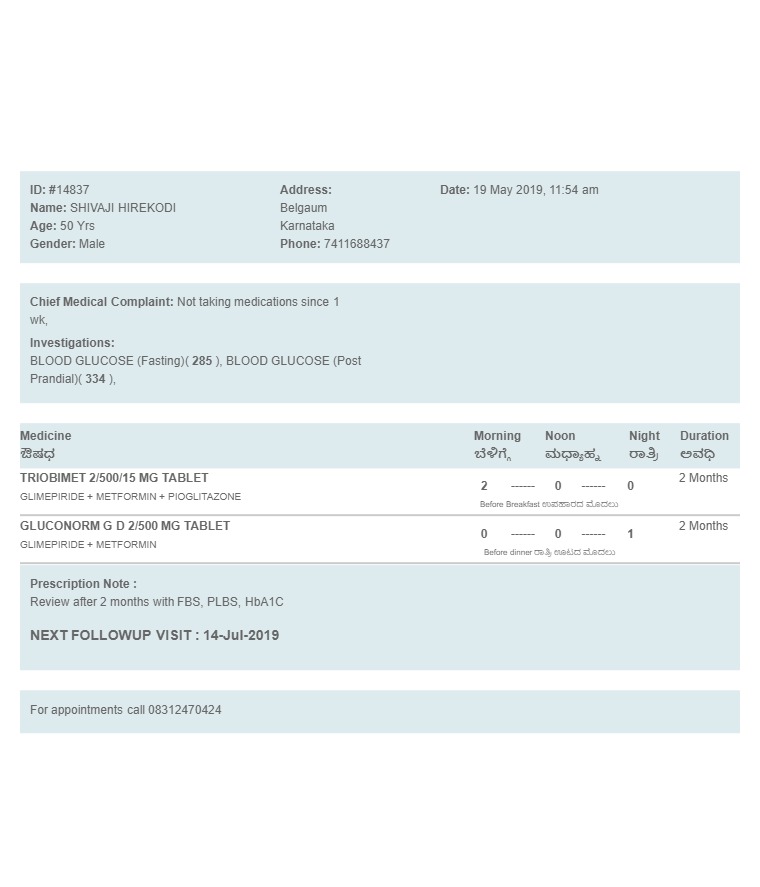 ID: #14837
Name: SHIVAJI HIREKODI
Age: 50 Yrs
Gender: Male
Address:
Belgaum
Karnataka
Phone: 7411688437
Date: 19 May 2019, 11:54 am
Chief Medical Complaint: Not taking medications since 1
wk,
Investigations:
BLOOD GLUCOSE (Fasting)( 285 ), BLOOD GLUCOSE (Post
Prandial)( 334 ),
Medicine Morning Noon Night Duration
ಔಷಧ ಬೆಳಿಗ್ಗೆ ಮಧ್ಯಾಹ್ನ ರಾತ್ರಿ ಅವಧಿ
TRIOBIMET 2/500/15 MG TABLET 2 ------ 0 ------ 0 2 Months
GLIMEPIRIDE + METFORMIN + PIOGLITAZONE
Before Breakfast ಉಪಹಾರದ ಮೊದಲು
GLUCONORM G D 2/500 MG TABLET 0 ------ 0 ------ 1 2 Months
GLIMEPIRIDE + METFORMIN
Before dinner ರಾತ್ರಿ ಊಟದ ಮೊದಲು
Prescription Note :
Review after 2 months with FBS, PLBS, HbA1C
NEXT FOLLOWUP VISIT : 14-Jul-2019
For appointments call 08312470424